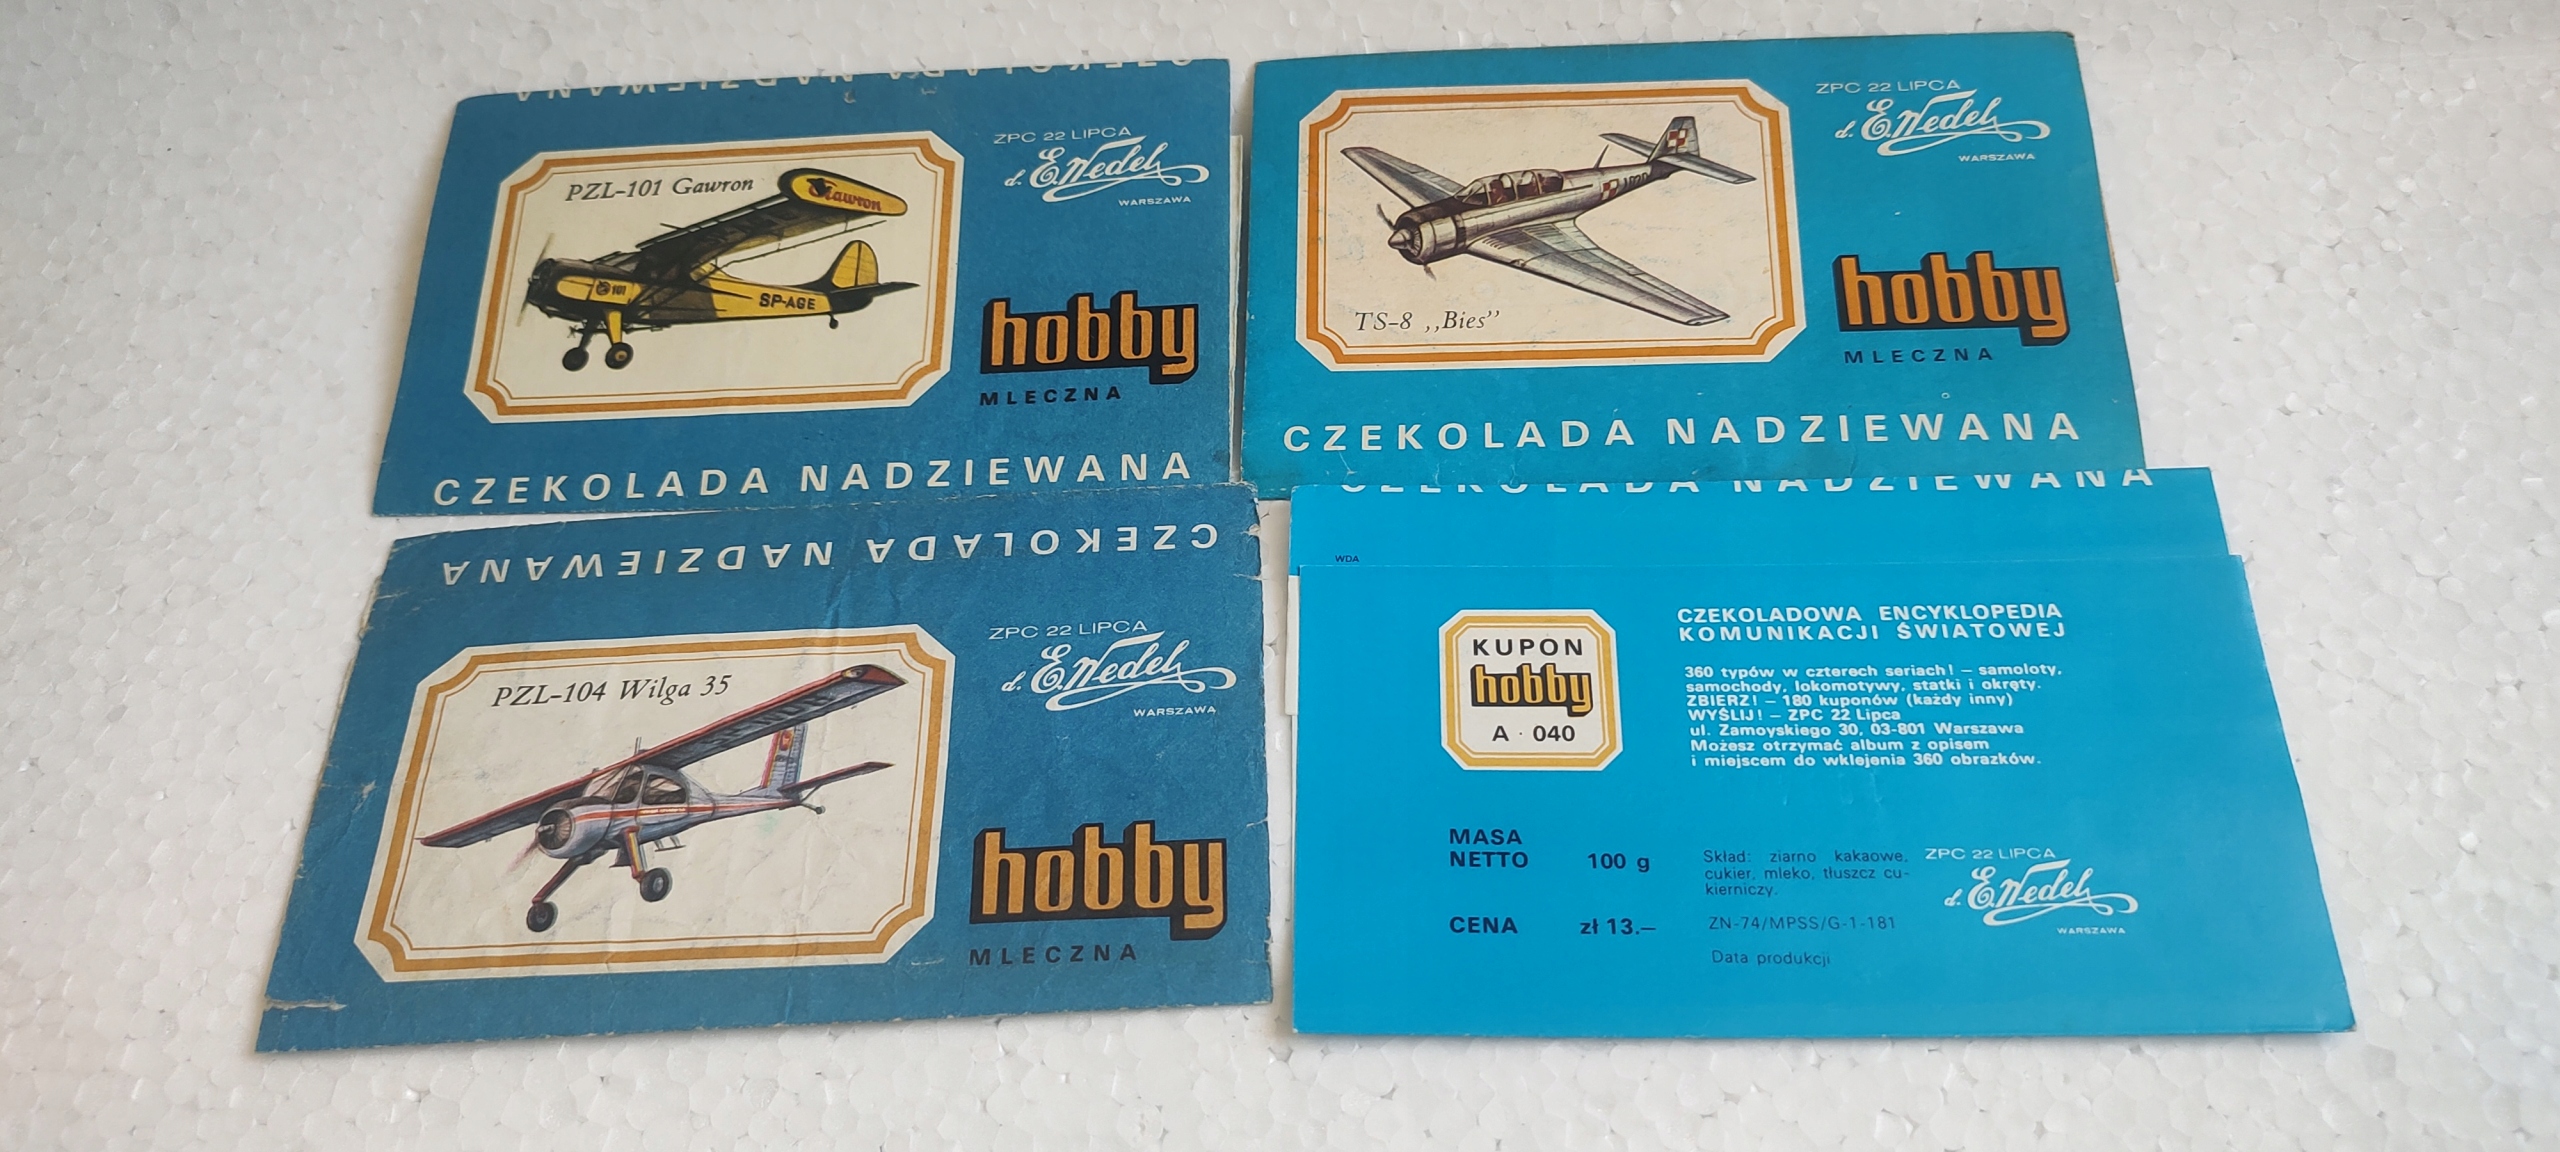 CZEKOLADA NADZIEWANA
PZL-101 Gawron
Gawron
101
SP-AGE
ZPC 22 LIPCA
d. E. Wedel
WARSZAWA
hobby
MLECZNA
CZEKOLADA NADZIEWANA
ZPC 22 LIPCA
d. E. Wedel
WARSZAWA
TS-8 ,,Bies"
hobby
MLECZNA
CZEKOLADA NADZIEWANA
CZEKOLADA NADZIEWANA
PZL-104 Wilga 35
ZPC 22 LIPCA
d. E. Wedel
WARSZAWA
hobby
MLECZNA
CZEKOLADA NADZIEWANA
WDA
KUPON
hobby
A · 040
CZEKOLADOWA ENCYKLOPEDIA
KOMUNIKACJI ŚWIATOWEJ
360 typów w czterech seriach! – samoloty,
samochody, lokomotywy, statki i okręty.
ZBIERZ! – 180 kuponów (każdy inny)
WYŚLIJ! – ZPC 22 Lipca
ul. Zamoyskiego 30, 03-801 Warszawa
Możesz otrzymać album z opisem
i miejscem do wklejenia 360 obrazków.
MASA
NETTO 100 g
CENA zł 13.—
Skład: ziarno kakaowe,
cukier, mleko, tłuszcz cu-
kierniczy.
ZN-74/MPSS/G-1-181
Data produkcji
ZPC 22 LIPCA
d. E. Wedel
WARSZAWA